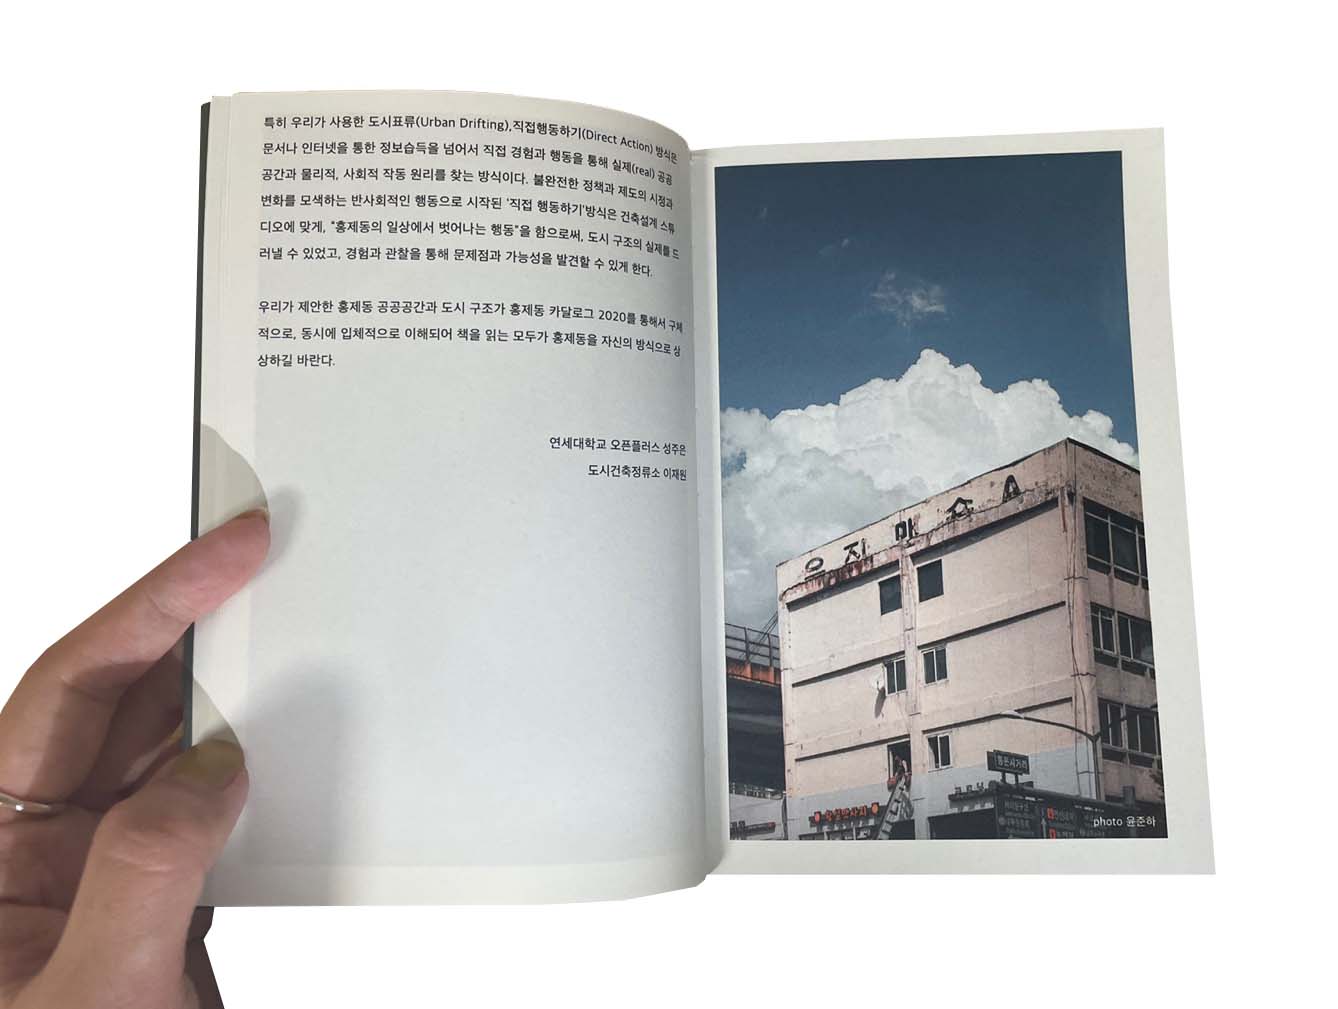 특히 우리가 사용한 도시표류(Urban Drifting),직접행동하기(Direct Action) 방식은
문서나 인터넷을 통한 정보습득을 넘어서 직접 경험과 행동을 통해 실제(real) 공공
공간과 물리적, 사회적 작동 원리를 찾는 방식이다. 불완전한 정책과 제도의 시정과
변화를 모색하는 반사회적인 행동으로 시작된 '직접 행동하기'방식은 건축설계 스튜
디오에 맞게, "홍제동의 일상에서 벗어나는 행동"을 함으로써, 도시 구조의 실제를 드
러낼 수 있었고, 경험과 관찰을 통해 문제점과 가능성을 발견할 수 있게 한다.
우리가 제안한 홍제동 공공공간과 도시 구조가 홍제동 카달로그 2020를 통해서 구체
적으로, 동시에 입체적으로 이해되어 책을 읽는 모두가 홍제동을 자신의 방식으로 상
상하길 바란다.
연세대학교 오픈플러스 성주은
도시건축정류소 이재원
맨숀
photo 윤준하